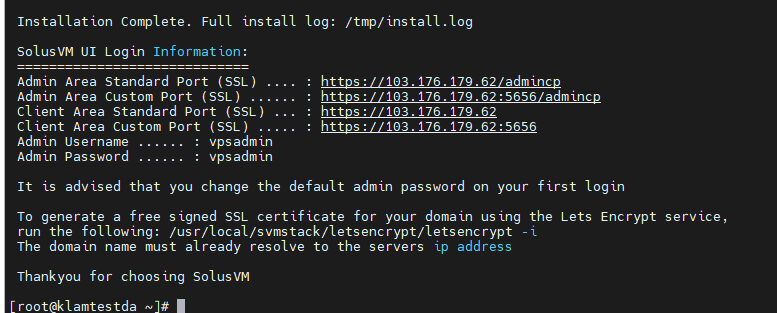 Installation Complete. Full install log: /tmp/install.log
SolusVM UI Login Information:
=============================
Admin Area Standard Port (SSL) .... : https://103.176.179.62/admincp
Admin Area Custom Port (SSL) ...... : https://103.176.179.62:5656/admincp
Client Area Standard Port (SSL) ... : https://103.176.179.62
Client Area Custom Port (SSL) ..... : https://103.176.179.62:5656
Admin Username ...... : vpsadmin
Admin Password ...... : vpsadmin
It is advised that you change the default admin password on your first login
To generate a free signed SSL certificate for your domain using the Lets Encrypt service,
run the following: /usr/local/svmstack/letsencrypt/letsencrypt -i
The domain name must already resolve to the servers ip address
Thankyou for choosing SolusVM
[root@klamtestda ~]#